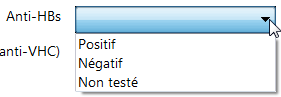 Anti-HBs
Positif
anti-VHC)
Négatif
Non testé